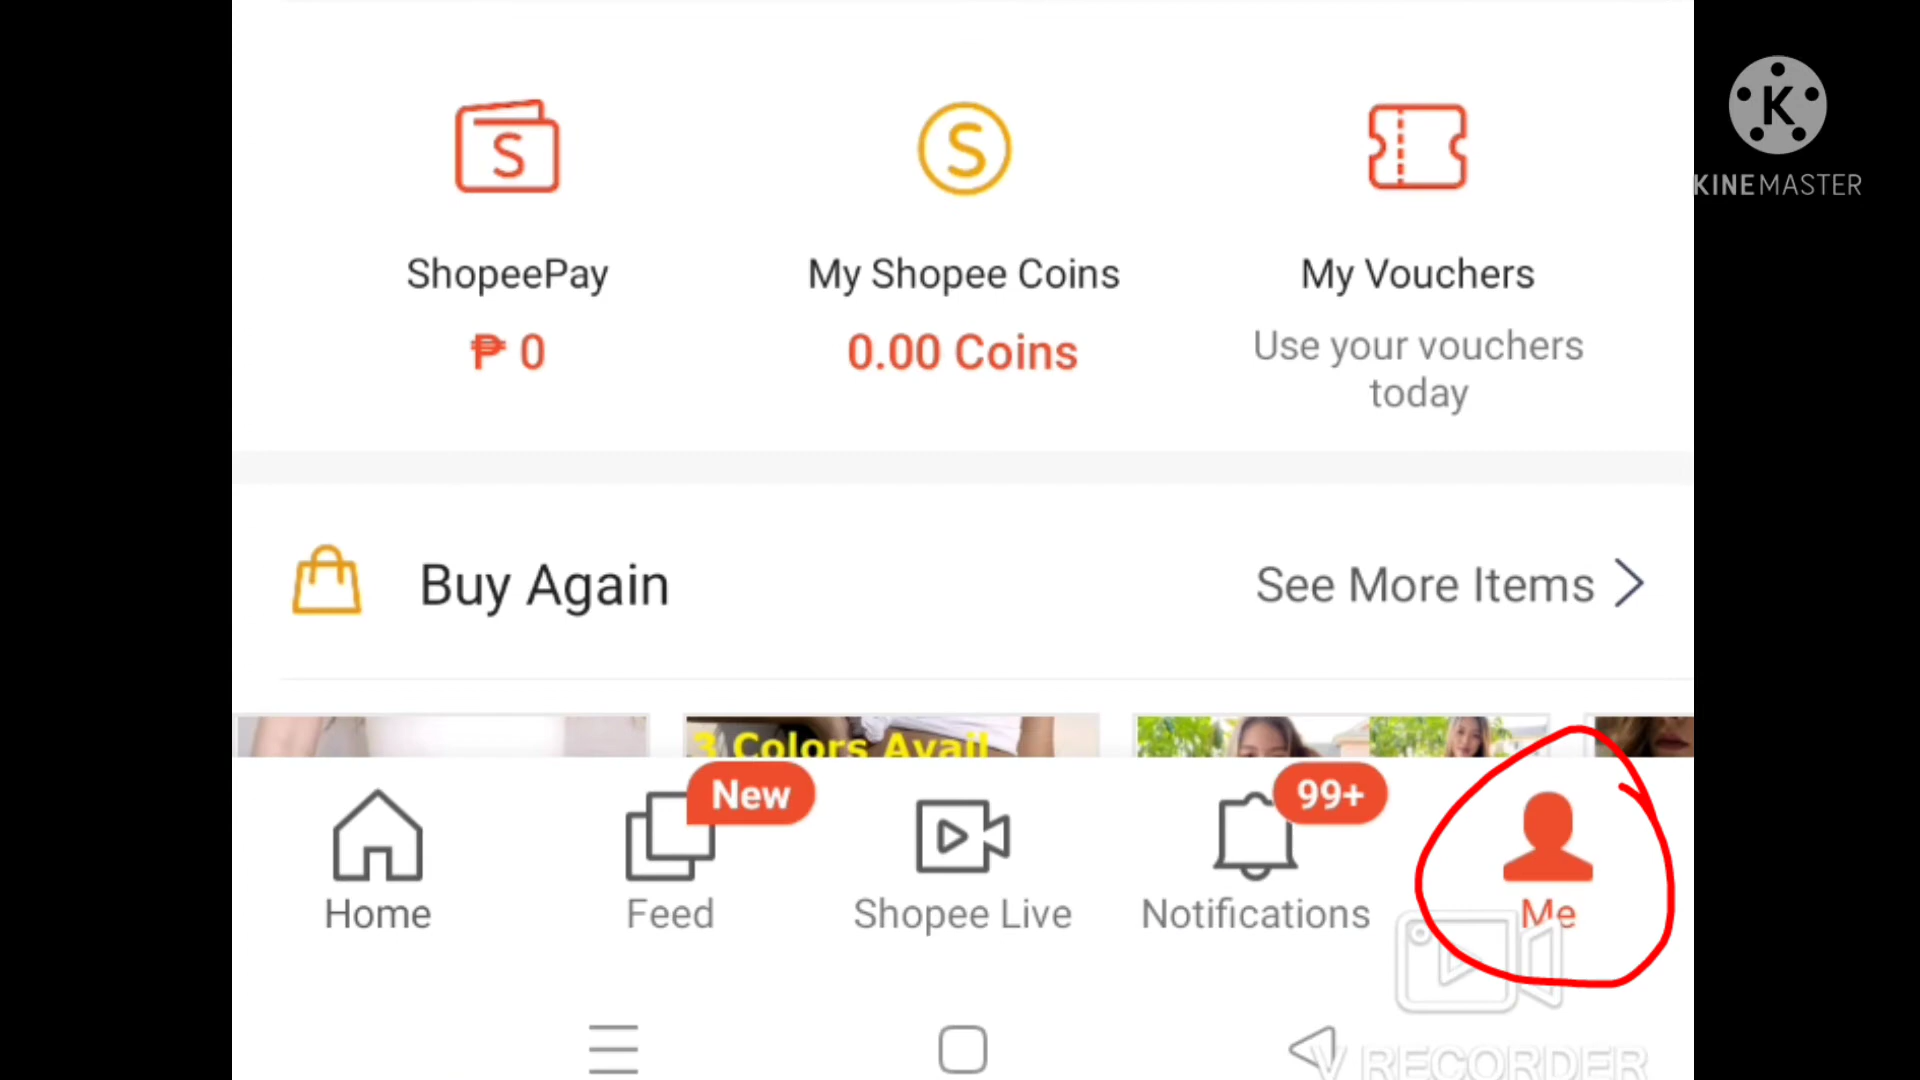 K
KINEMASTER
S
S
ShopeePay
My Shopee Coins
My Vouchers
₱ 0
0.00 Coins
Use your vouchers
today
Buy Again
See More Items
3 Colors Avail
New
99+
Home
Feed
Shopee Live
Notifications
Me
V RECORDER